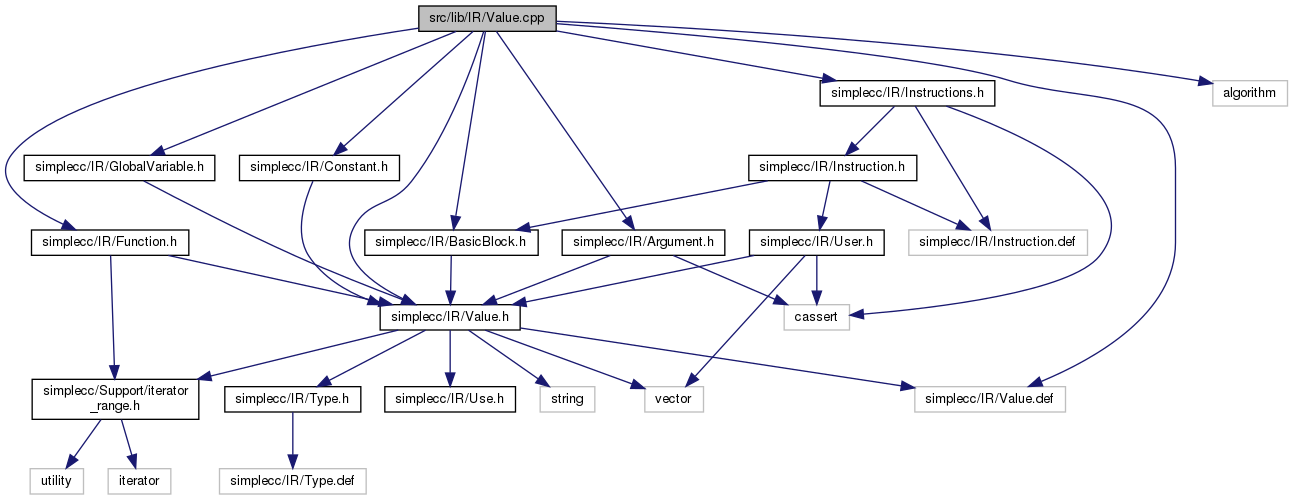 src/lib/IR/Value.cpp
simplecc/IR/Instructions.h
algorithm
simplecc/IR/GlobalVariable.h
simplecc/IR/Constant.h
simplecc/IR/Instruction.h
simplecc/IR/Function.h
simplecc/IR/BasicBlock.h
simplecc/IR/Argument.h
simplecc/IR/User.h
simplecc/IR/Instruction.def
simplecc/IR/Value.h
cassert
simplecc/Support/iterator
_range.h
simplecc/IR/Type.h
simplecc/IR/Use.h
string
vector
simplecc/IR/Value.def
utility
iterator
simplecc/IR/Type.def